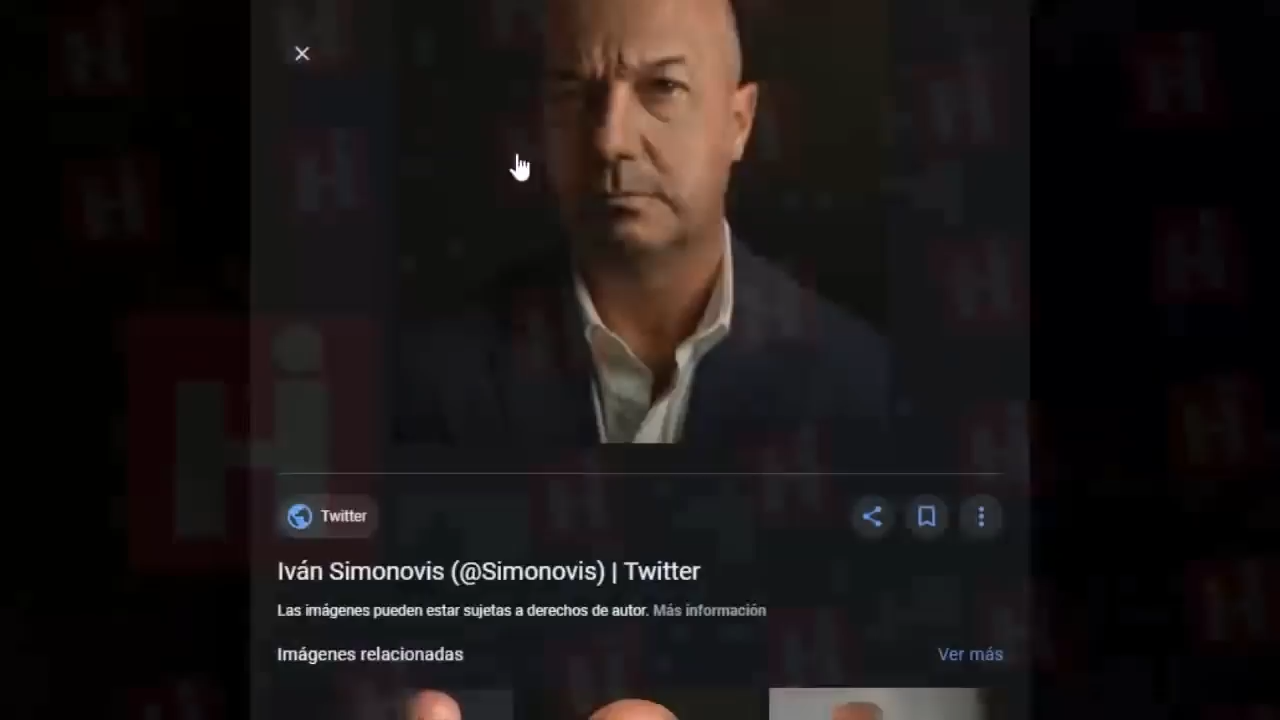 Twitter
Iván Simonovis (@Simonovis) | Twitter
Las imágenes pueden estar sujetas a derechos de autor. Más información
Imágenes relacionadas
Ver más